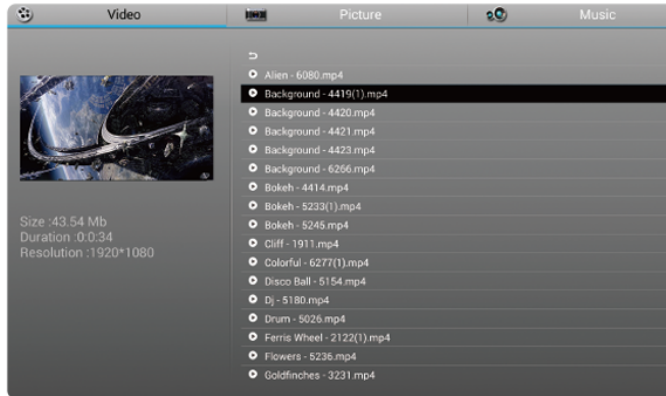 Video
Picture
Music
Alien - 6080.mp4
Background - 4419(1).mp4
Background - 4420.mp4
Background - 4421.mp4
Background - 4423.mp4
Background - 6266.mp4
Bokeh - 4414.mp4
Bokeh - 5233(1).mp4
Bokeh - 5245.mp4
Cliff - 1911.mp4
Colorful - 6277(1).mp4
Disco Ball - 5154.mp4
Dj - 5180.mp4
Drum - 5026.mp4
Ferris Wheel - 2122(1).mp4
Flowers - 5236.mp4
Goldfinches - 3231.mp4
Size :43.54 Mb
Duration :0:0:34
Resolution :1920*1080